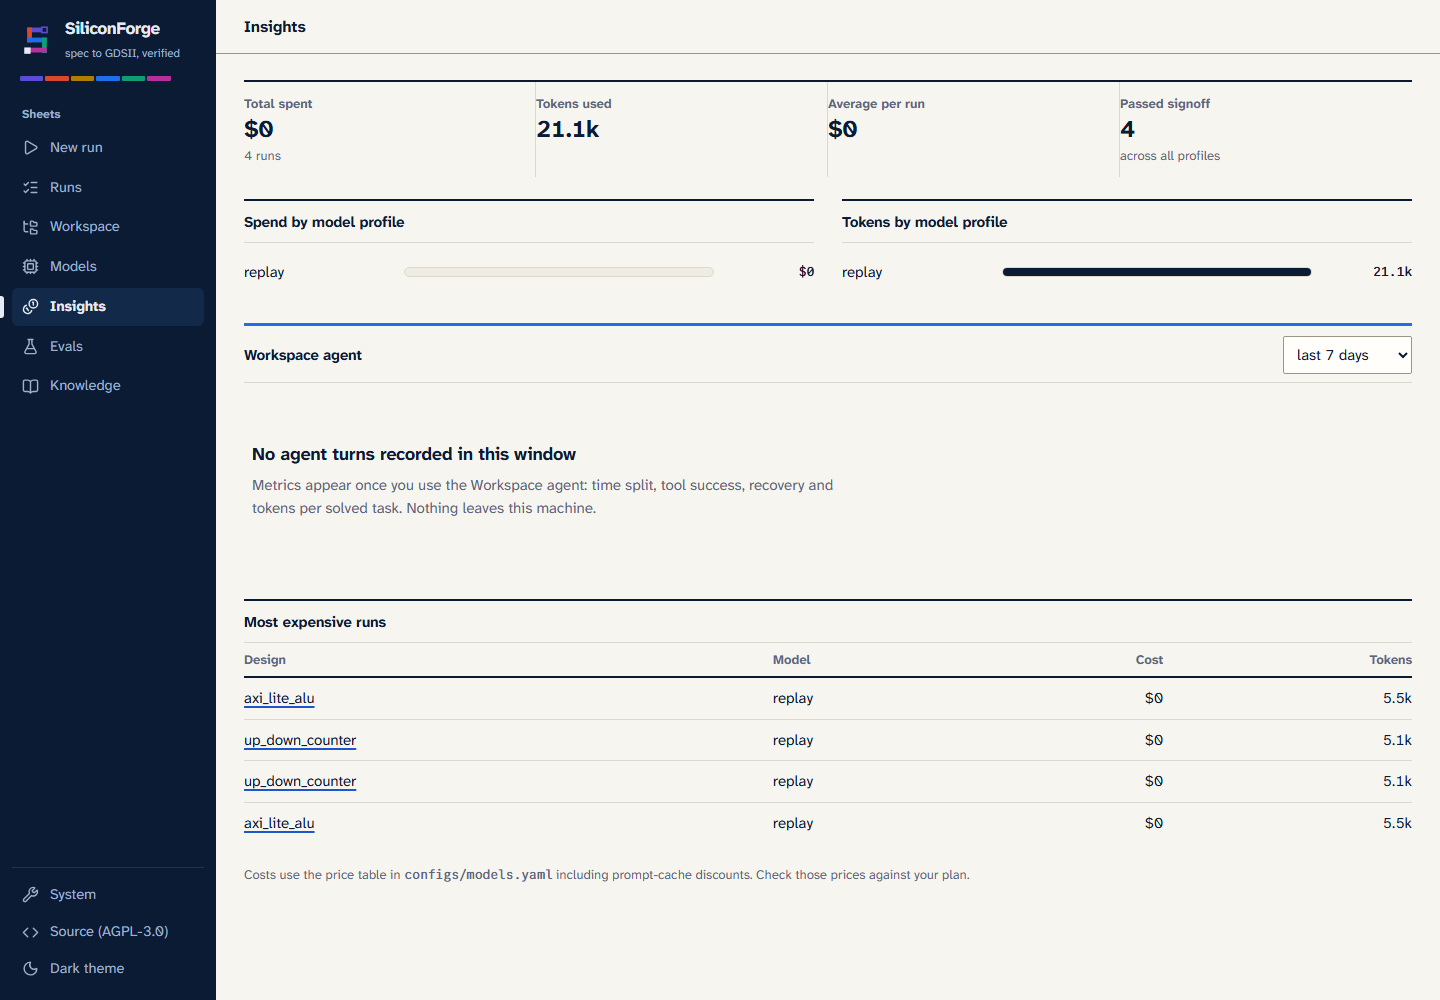 SiliconForge
spec to GDSII, verified
Sheets
New run
Runs
Workspace
Models
Insights
Evals
Knowledge
System
Source (AGPL-3.0)
Dark theme
Insights
Total spent
$0
4 runs
Tokens used
21.1k
Average per run
$0
Passed signoff
4
across all profiles
Spend by model profile
replay $0
Tokens by model profile
replay 21.1k
Workspace agent
last 7 days
No agent turns recorded in this window
Metrics appear once you use the Workspace agent: time split, tool success, recovery and
tokens per solved task. Nothing leaves this machine.
Most expensive runs
Design Model Cost Tokens
axi_lite_alu replay $0 5.5k
up_down_counter replay $0 5.1k
up_down_counter replay $0 5.1k
axi_lite_alu replay $0 5.5k
Costs use the price table in configs/models.yaml including prompt-cache discounts. Check those prices against your plan.